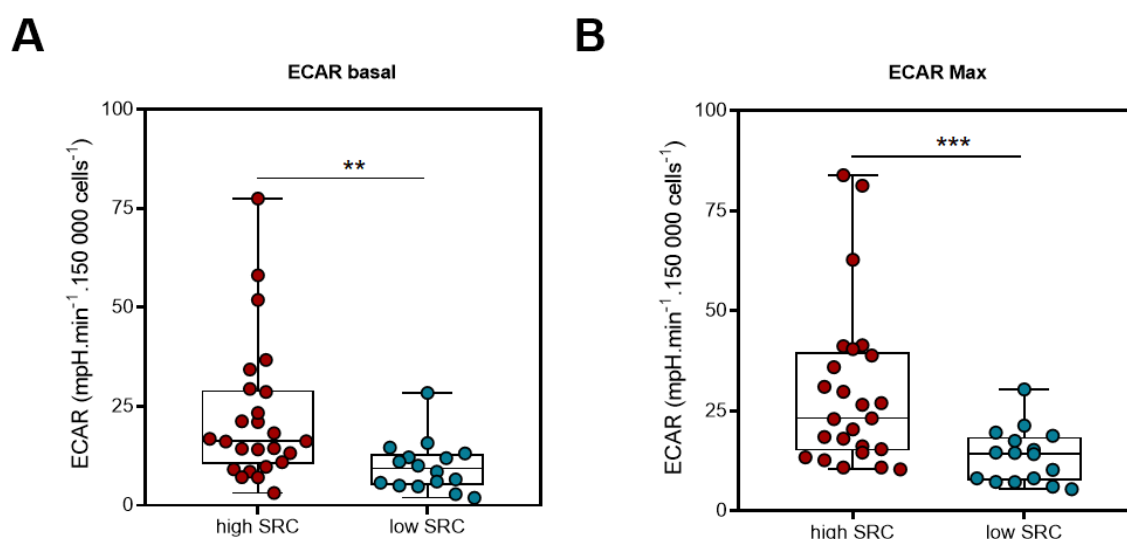 A
B
ECAR basal
ECAR Max
ECAR (mpH.min⁻¹.150 000 cells⁻¹)
100
75
50
25
0
**
high SRC
low SRC
ECAR (mpH.min⁻¹.150 000 cells⁻¹)
100
75
50
25
0
***
high SRC
low SRC